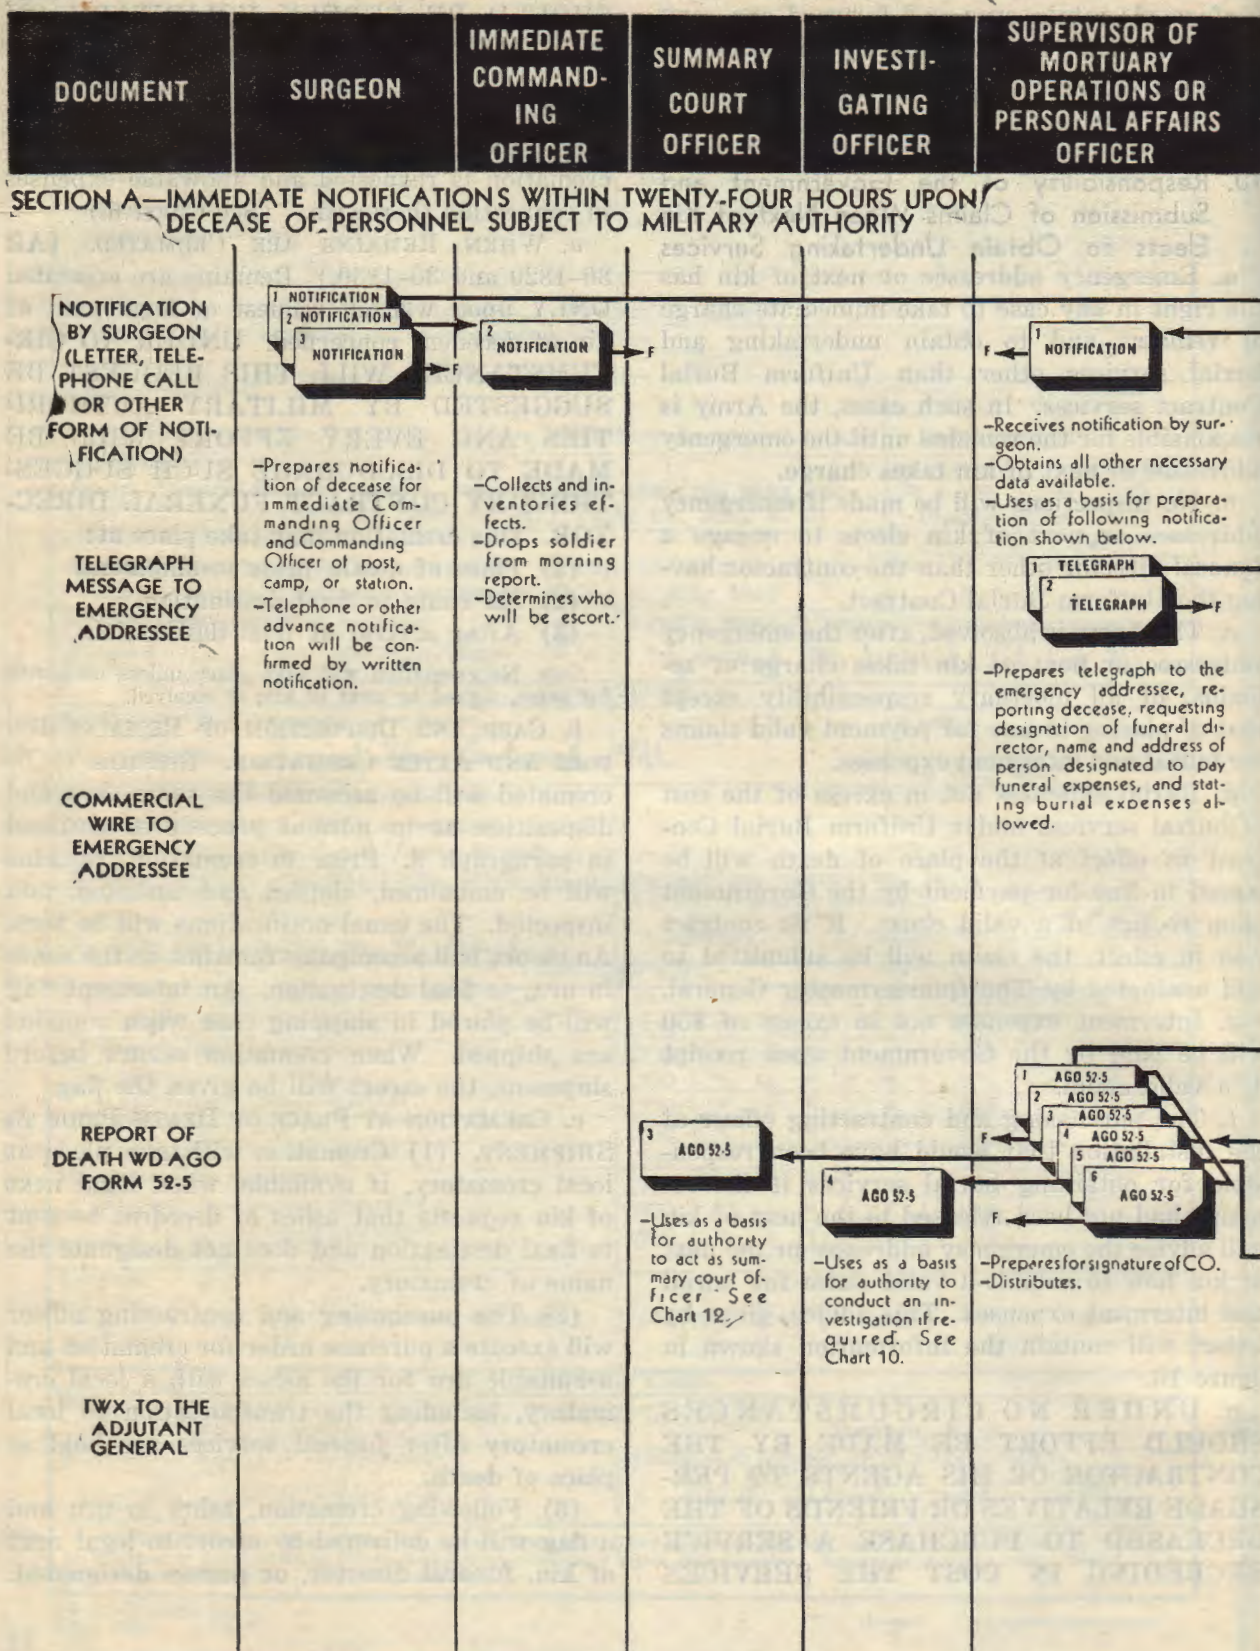 DOCUMENT
SURGEON
IMMEDIATE
COMMAND-
ING
OFFICER
SUMMARY
COURT
OFFICER
INVESTI-
GATING
OFFICER
SUPERVISOR OF
MORTUARY
OPERATIONS OR
PERSONAL AFFAIRS
OFFICER
SECTION A—IMMEDIATE NOTIFICATIONS WITHIN TWENTY-FOUR HOURS UPON
DECEASE OF PERSONNEL SUBJECT TO MILITARY AUTHORITY
NOTIFICATION
BY SURGEON
(LETTER, TELE-
PHONE CALL
OR OTHER
FORM OF NOTI-
FICATION)
1 NOTIFICATION
2 NOTIFICATION
3
NOTIFICATION
F
-Prepares notifica-
tion of decease for
immediate Com-
manding Officer
and Commanding
Officer of post,
camp, or station.
-Telephone or other
advance notifica-
tion will be con-
firmed by written
notification.
2
NOTIFICATION
F
-Collects and in-
ventories ef-
fects.
-Drops soldier
from morning
report.
-Determines who
will be escort.
1
F
NOTIFICATION
-Receives notification by sur-
geon.
-Obtains all other necessary
data available.
-Uses as a basis for prepara-
tion of following notifica-
tion shown below.
TELEGRAPH
MESSAGE TO
EMERGENCY
ADDRESSEE
1 TELEGRAPH
2
TELEGRAPH
F
-Prepares telegraph to the
emergency addressee, re-
porting decease, requesting
designation of funeral di-
rector, name and address of
person designated to pay
funeral expenses, and stat-
ing burial expenses al-
lowed.
COMMERCIAL
WIRE TO
EMERGENCY
ADDRESSEE
REPORT OF
DEATH WD AGO
FORM 52-5
3
AGO 52-5
-Uses as a basis
for authority
to act as sum-
mary court of-
ficer See
Chart 12.
4
AGO 52-5
-Uses as a basis
for authority to
conduct an in-
vestigation if re-
quired. See
Chart 10.
1 AGO 52-5
2 AGO 52-5
3 AGO 52-5
F
4 AGO 52-5
5 AGO 52-5
6
AGO 52-5
F
-Prepares for signature of CO.
-Distributes.
TWX TO THE
ADJUTANT
GENERAL